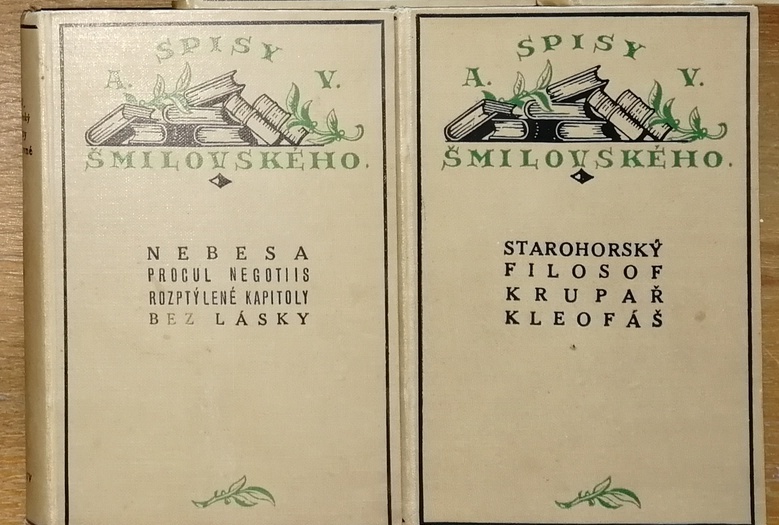 SPISY
A. V.
ŠMILOVSKÉHO.
NEBESA
PROCUL NEGOTIIS
ROZPTÝLENÉ KAPITOLY
BEZ LÁSKY
SPISY
A. V.
ŠMILOVSKÉHO.
STAROHORSKÝ
FILOSOF
KRUPAŘ
KLEOFÁŠ